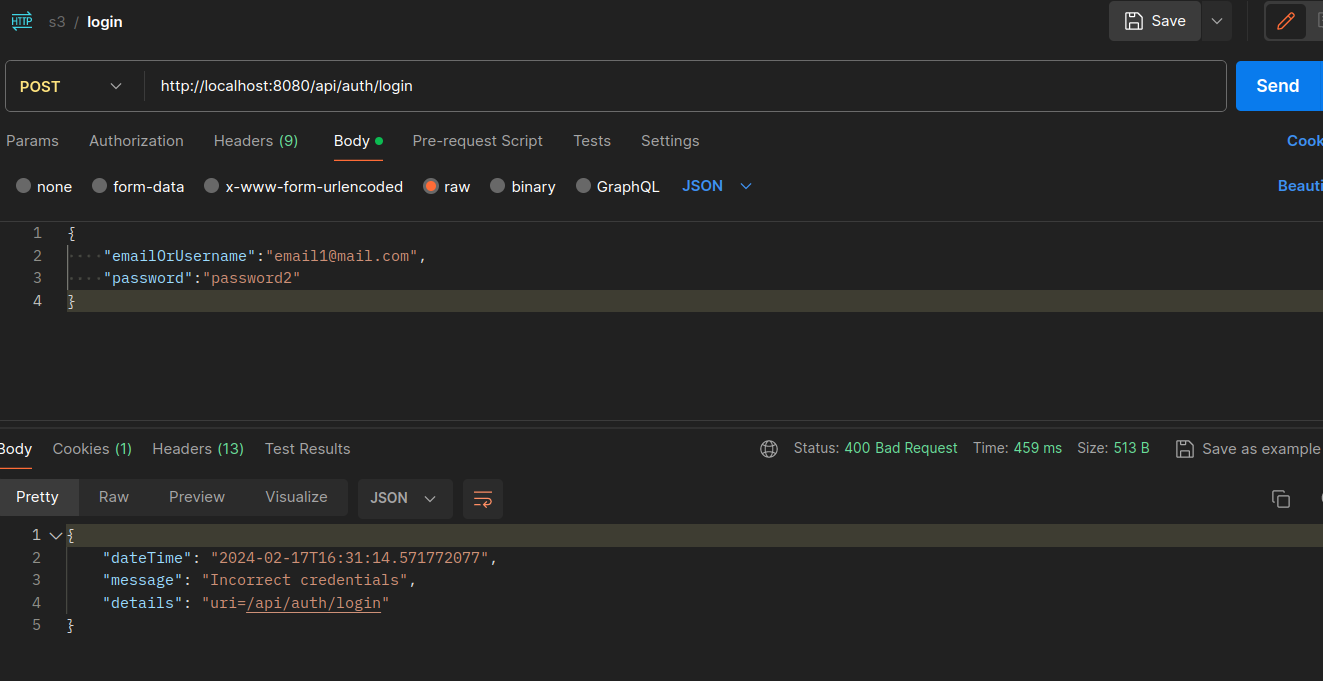 HTTP s3 / login Save
POST http://localhost:8080/api/auth/login Send
Params Authorization Headers (9) Body Pre-request Script Tests Settings Cook
none form-data x-www-form-urlencoded raw binary GraphQL JSON Beauti
1 {
2 "emailOrUsername":"email1@mail.com",
3 "password":"password2"
4 }
Body Cookies (1) Headers (13) Test Results Status: 400 Bad Request Time: 459 ms Size: 513 B Save as example
Pretty Raw Preview Visualize JSON
1 {
2 "dateTime": "2024-02-17T16:31:14.571772077",
3 "message": "Incorrect credentials",
4 "details": "uri=/api/auth/login"
5 }